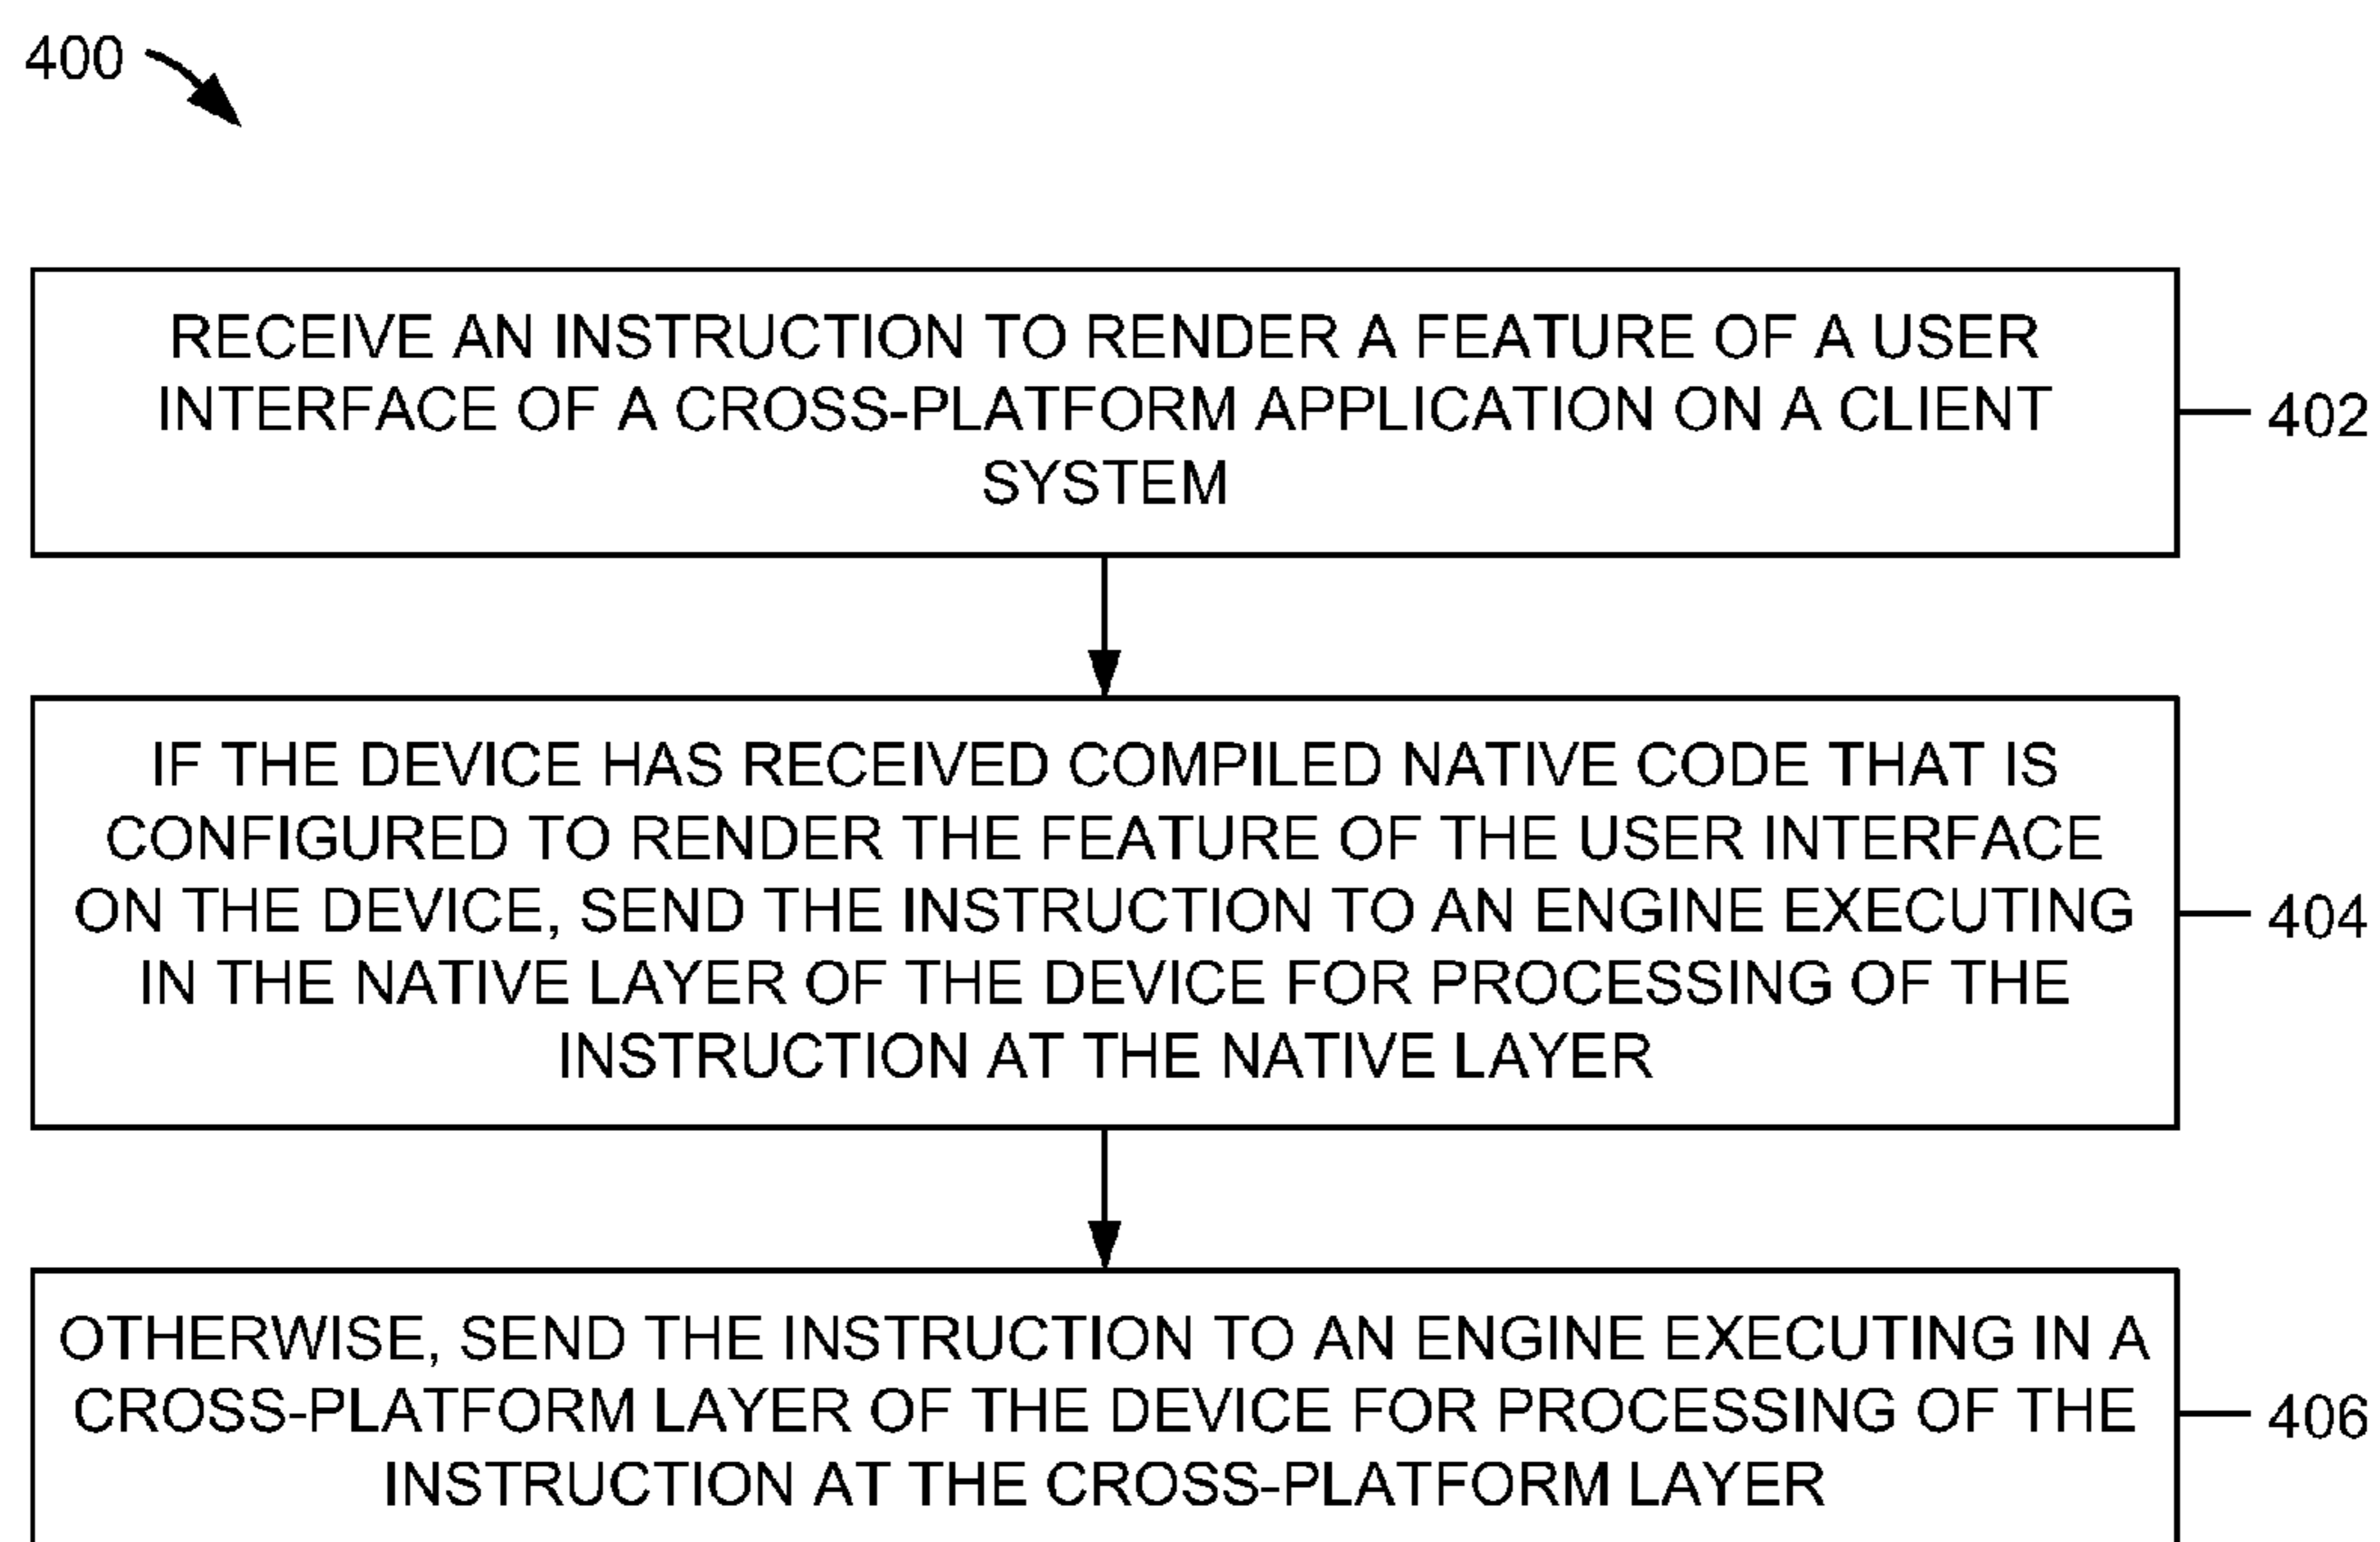 400
RECEIVE AN INSTRUCTION TO RENDER A FEATURE OF A USER
INTERFACE OF A CROSS-PLATFORM APPLICATION ON A CLIENT
SYSTEM
402
IF THE DEVICE HAS RECEIVED COMPILED NATIVE CODE THAT IS
CONFIGURED TO RENDER THE FEATURE OF THE USER INTERFACE
ON THE DEVICE, SEND THE INSTRUCTION TO AN ENGINE EXECUTING
IN THE NATIVE LAYER OF THE DEVICE FOR PROCESSING OF THE
INSTRUCTION AT THE NATIVE LAYER
404
OTHERWISE, SEND THE INSTRUCTION TO AN ENGINE EXECUTING IN A
CROSS-PLATFORM LAYER OF THE DEVICE FOR PROCESSING OF THE
INSTRUCTION AT THE CROSS-PLATFORM LAYER
406